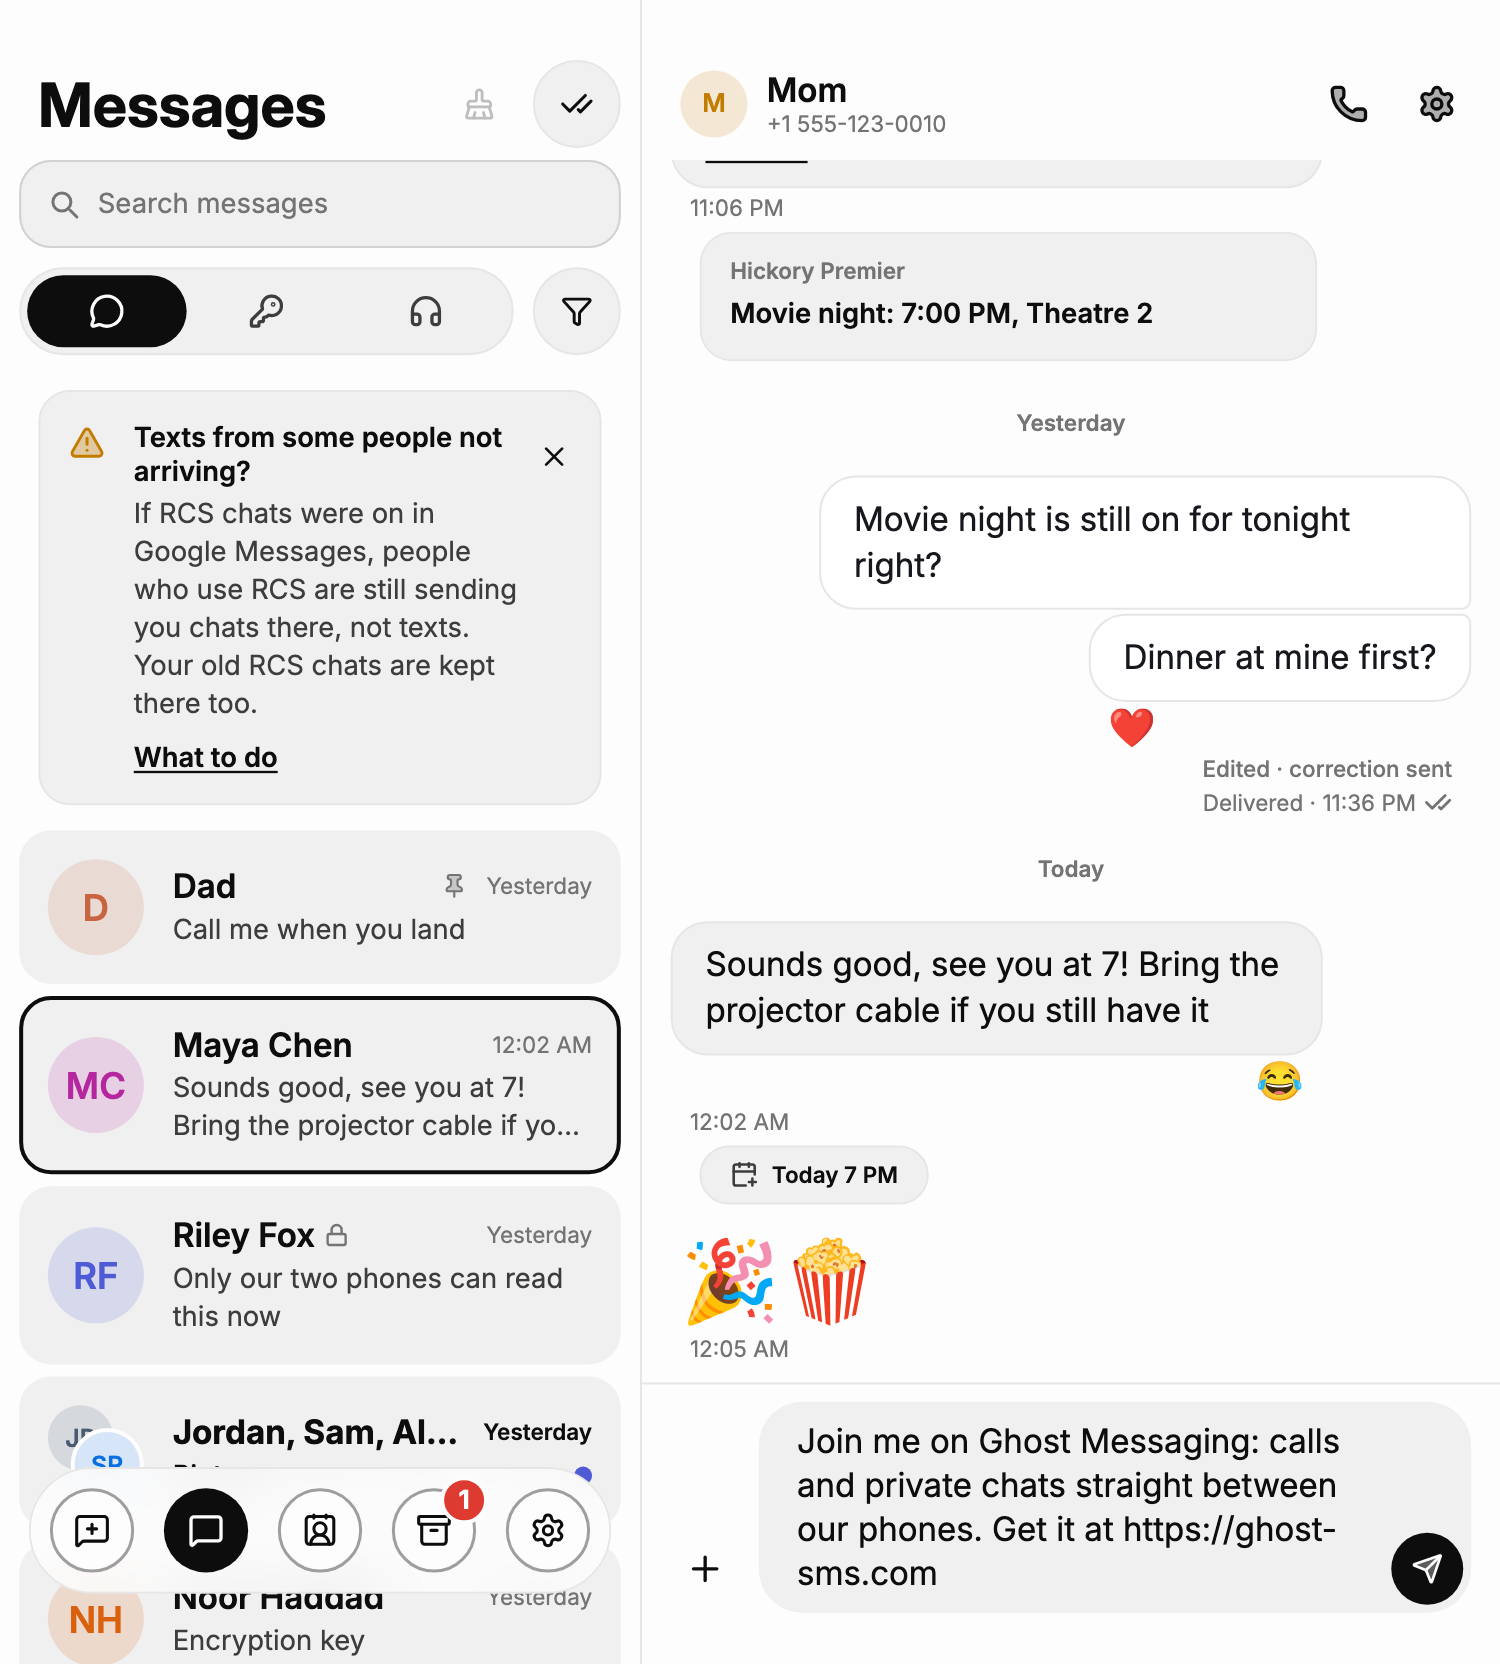 Messages
Search messages
Texts from some people not
arriving?
If RCS chats were on in
Google Messages, people
who use RCS are still sending
you chats there, not texts.
Your old RCS chats are kept
there too.
What to do
D
Dad
Yesterday
Call me when you land
MC
Maya Chen
12:02 AM
Sounds good, see you at 7!
Bring the projector cable if yo...
RF
Riley Fox
Yesterday
Only our two phones can read
this now
SP
Jordan, Sam, Al...
Yesterday
1
NH
Noor Haddad
Yesterday
Encryption key
M
Mom
+1 555-123-0010
11:06 PM
Hickory Premier
Movie night: 7:00 PM, Theatre 2
Yesterday
Movie night is still on for tonight
right?
Dinner at mine first?
Edited · correction sent
Delivered · 11:36 PM
Today
Sounds good, see you at 7! Bring the
projector cable if you still have it
12:02 AM
Today 7 PM
12:05 AM
Join me on Ghost Messaging: calls
and private chats straight between
our phones. Get it at https://ghost-
sms.com